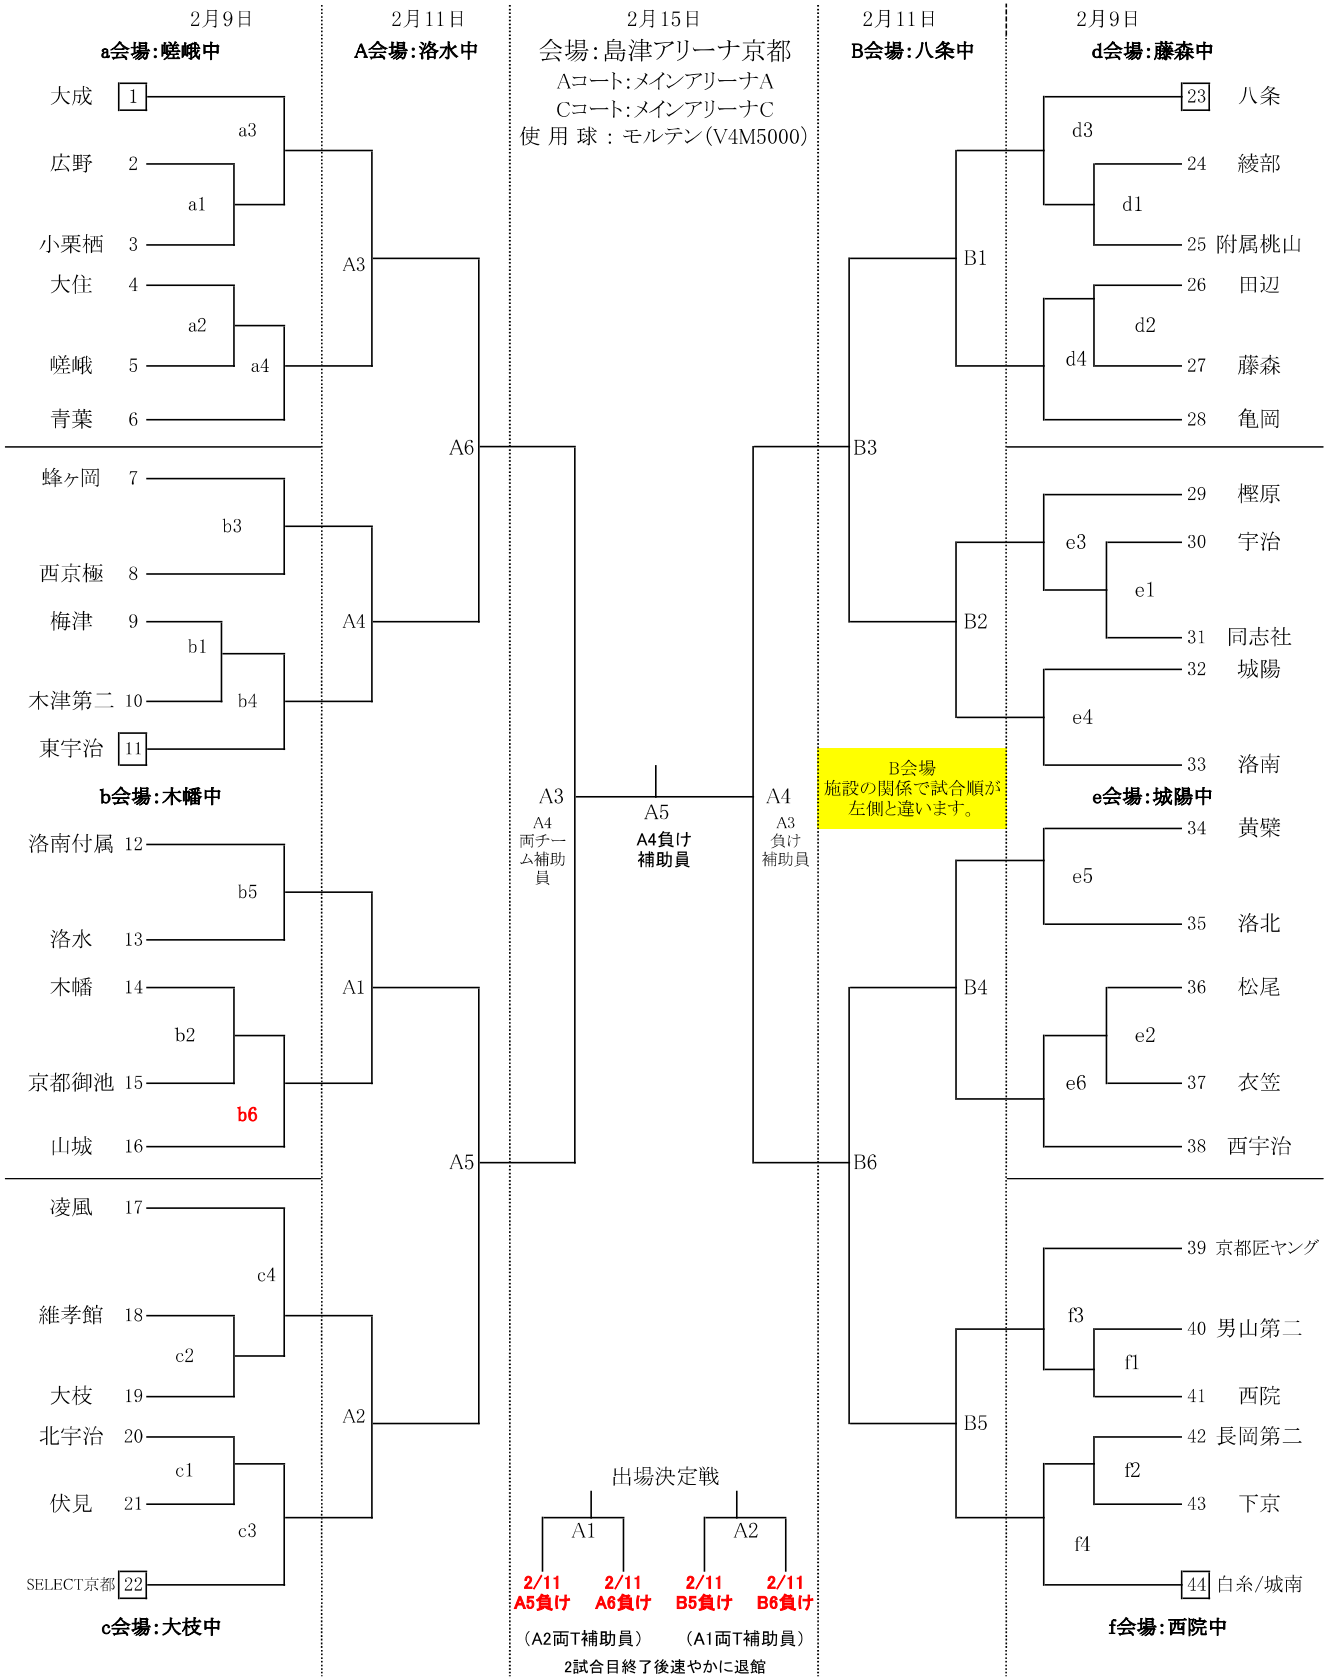 2月9日
a会場：嵯峨中
大成 1
a3
広野 2
a1
小栗栖 3
大住 4
a2
嵯峨 5
a4
青葉 6
蜂ヶ岡 7
b3
西京極 8
梅津 9
b1
木津第二 10
b4
東宇治 11
b会場：木幡中
洛南付属 12
b5
洛水 13
木幡 14
b2
京都御池 15
b6
山城 16
凌風 17
c4
維孝館 18
c2
大枝 19
北宇治 20
c1
伏見 21
c3
SELECT京都 22
c会場：大枝中
2月11日
A会場：洛水中
A3
A6
A4
A1
A5
A2
2月15日
会場：島津アリーナ京都
Aコート：メインアリーナA
Cコート：メインアリーナC
使 用 球 ： モルテン（V4M5000）
A3
A4
両チー
ム補助
員
A5
A4負け
補助員
A4
A3
負け
補助員
出場決定戦
A1
A2
2/11
A5負け
2/11
A6負け
2/11
B5負け
2/11
B6負け
（A2両T補助員）
（A1両T補助員）
2試合目終了後速やかに退館
2月11日
B会場：八条中
B1
B3
B2
B会場
施設の関係で試合順が
左側と違います。
B4
B6
B5
2月9日
d会場：藤森中
23 八条
d3
24 綾部
d1
25 附属桃山
26 田辺
d2
27 藤森
d4
28 亀岡
29 樫原
e3
30 宇治
e1
31 同志社
32 城陽
e4
33 洛南
e会場：城陽中
34 黄檗
e5
35 洛北
36 松尾
e2
37 衣笠
e6
38 西宇治
39 京都匠ヤング
f3
40 男山第二
f1
41 西院
42 長岡第二
f2
43 下京
f4
44 白糸/城南
f会場：西院中